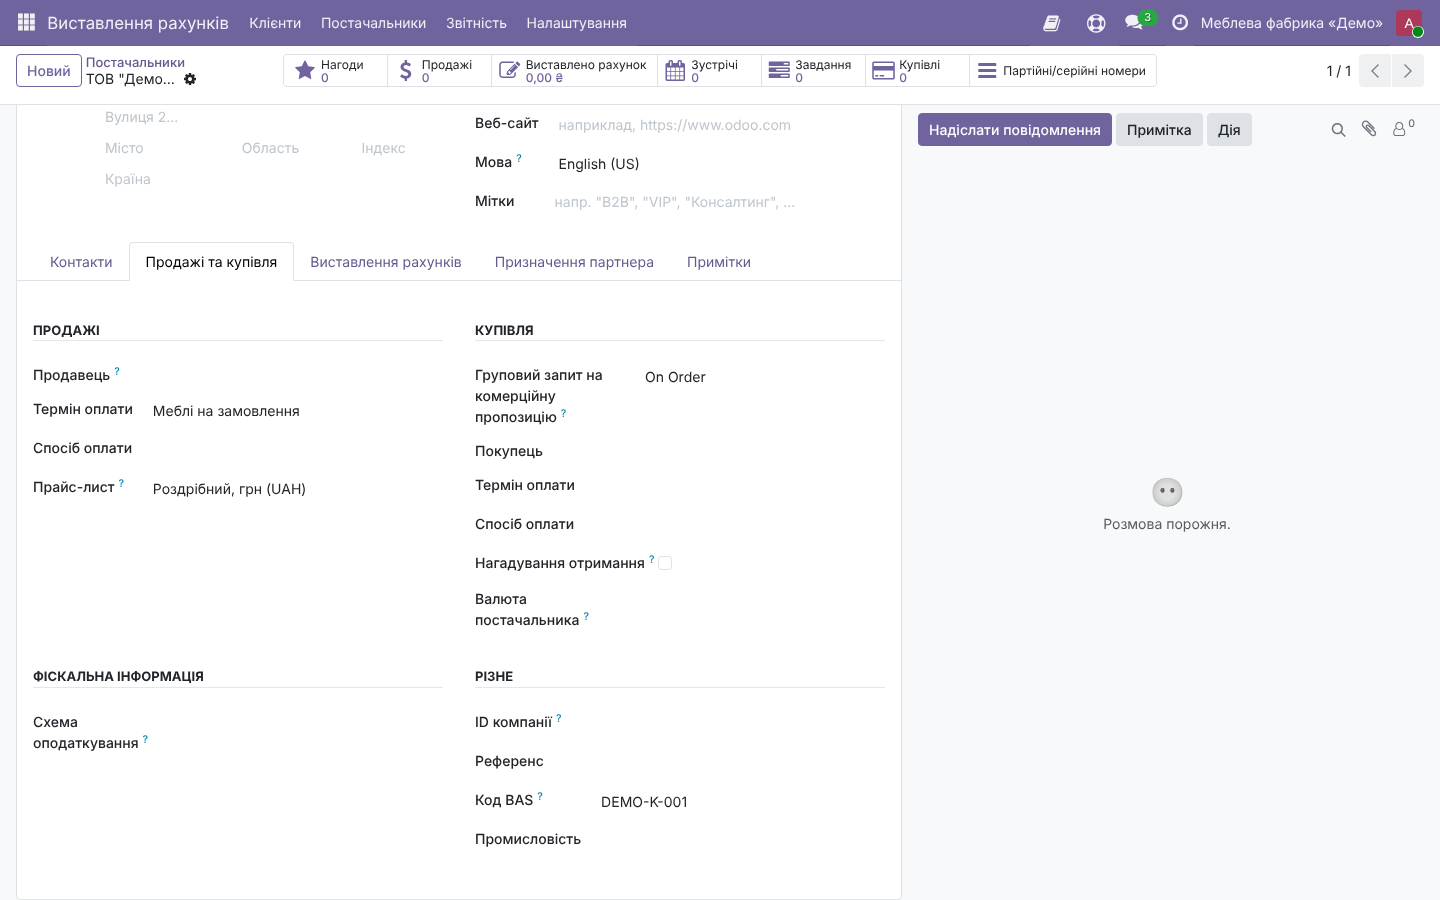 Виставлення рахунків Клієнти Постачальники Звітність Налаштування 3 Меблева фабрика «Демо» A
Новий Постачальники
ТОВ "Демо...
Нагоди 0
Продажі 0
Виставлено рахунок 0,00 ₴
Зустрічі 0
Завдання 0
Купівлі 0
Партійні/серійні номери
1 / 1
Вулиця 2...
Місто Область Індекс
Країна
Веб-сайт наприклад, https://www.odoo.com
Мова ? English (US)
Мітки напр. "B2B", "VIP", "Консалтинг", ...
Надіслати повідомлення Примітка Дія 0
Контакти Продажі та купівля Виставлення рахунків Призначення партнера Примітки
ПРОДАЖІ
Продавець ?
Термін оплати Меблі на замовлення
Спосіб оплати
Прайс-лист ? Роздрібний, грн (UAH)
КУПІВЛЯ
Груповий запит на
комерційну
пропозицію ? On Order
Покупець
Термін оплати
Спосіб оплати
Нагадування отримання ?
Валюта
постачальника ?
Розмова порожня.
ФІСКАЛЬНА ІНФОРМАЦІЯ
Схема
оподаткування ?
РІЗНЕ
ID компанії ?
Референс
Код BAS ? DEMO-K-001
Промисловість